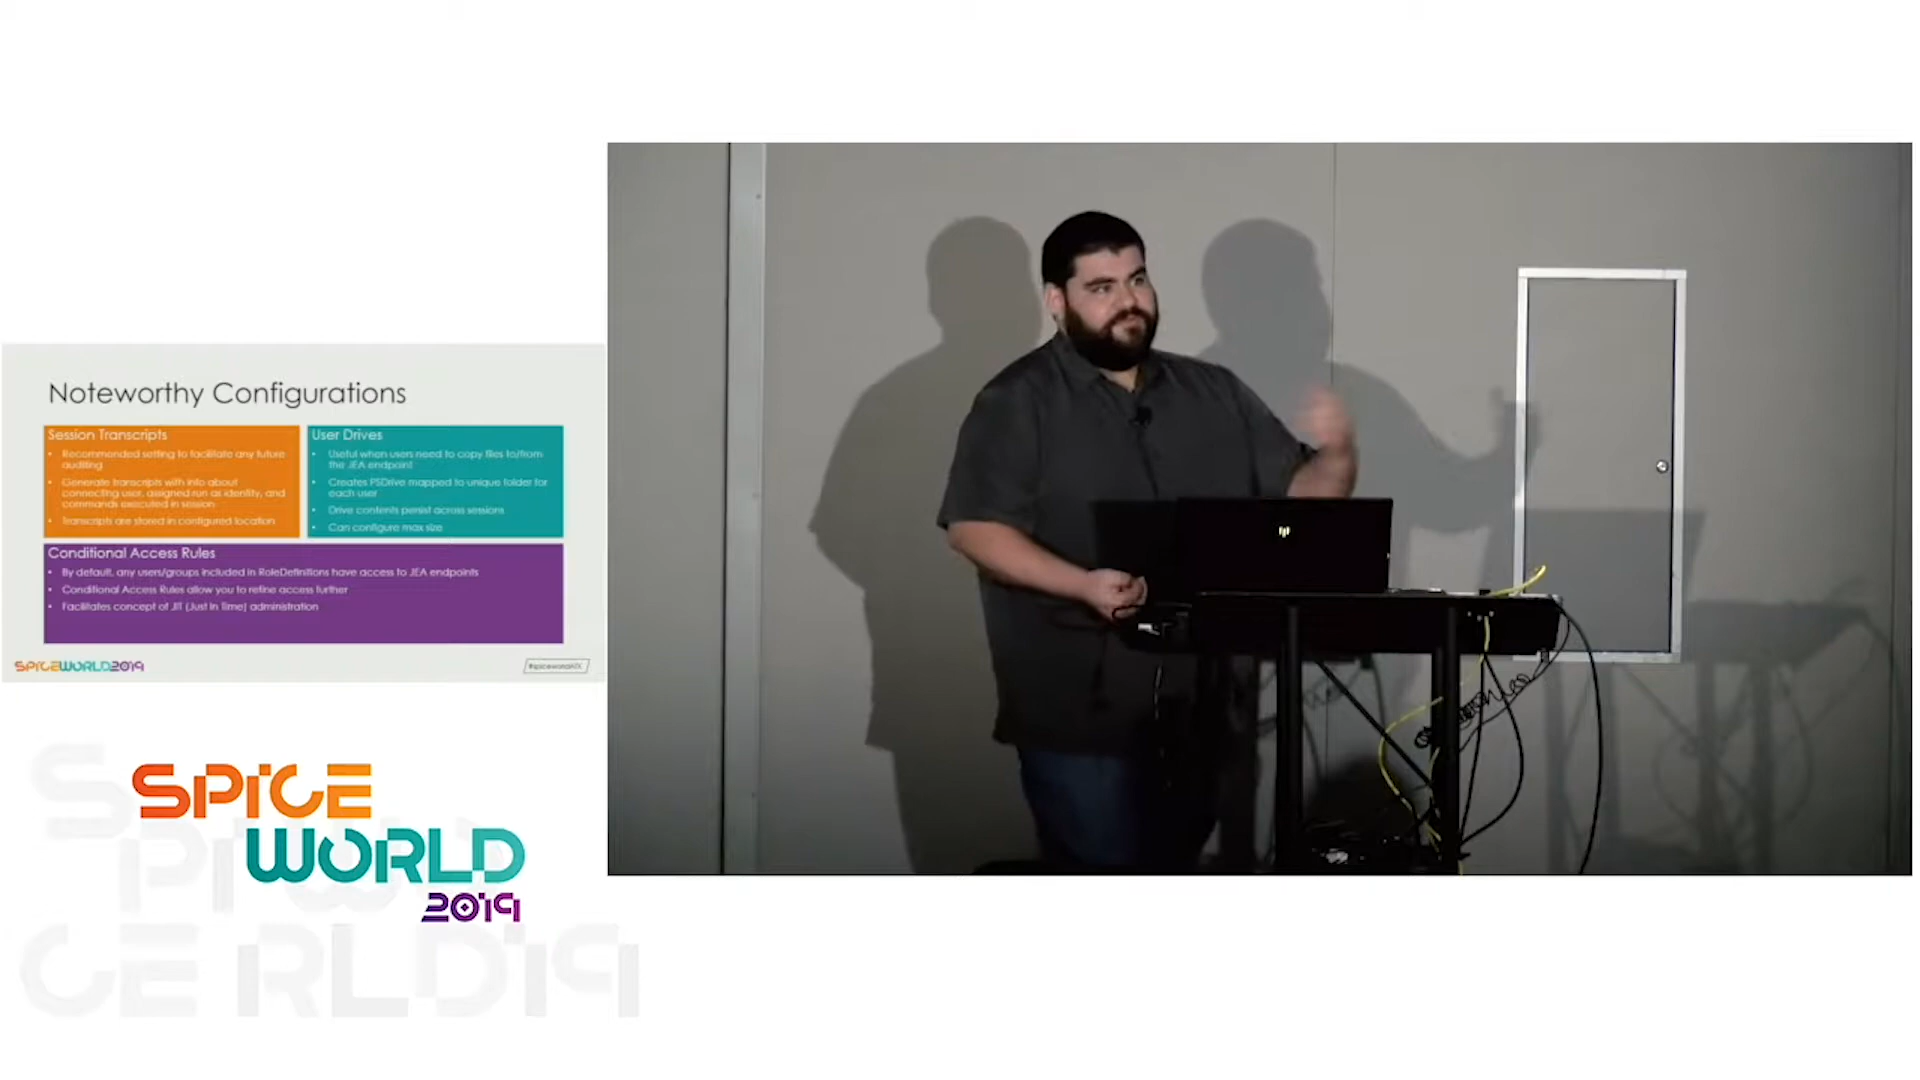 Noteworthy Configurations
Session Transcripts
• Recommended setting to facilitate any future
auditing
• Generate transcripts with info about
connecting user, assigned run as identity, and
commands executed in session
• Transcripts are stored in configured location
User Drives
• Useful when users need to copy files to/from
the JEA endpoint
• Creates PSDrive mapped to unique folder for
each user
• Drive contents persist across sessions
• Can configure max size
Conditional Access Rules
• By default, any users/groups included in RoleDefinitions have access to JEA endpoints
• Conditional Access Rules allow you to refine access further
• Facilitates concept of JIT (Just In Time) administration
SPICEWORLD2019
#spiceworldATX
SPICE
WORLD
2019
SPI
W
CE RLD19